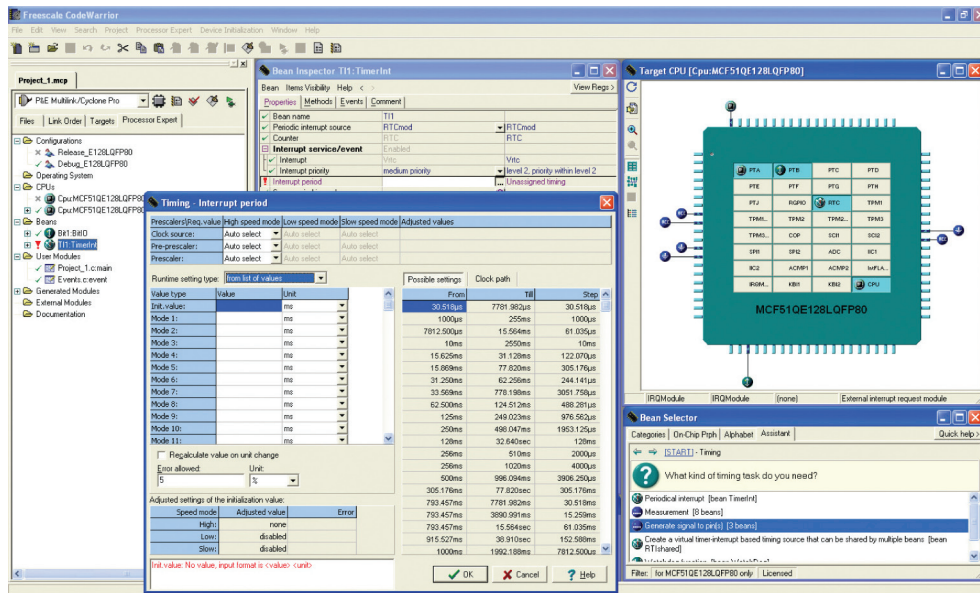 Freescale CodeWarrior
File Edit View Search Project Processor Expert Device Initialization Window Help
Project_1.mcp
P&E Multilink/Cyclone Pro
Files Link Order Targets Processor Expert
Configurations
Release_E128LQFP80
Debug_E128LQFP80
Operating System
CPUs
Cpu:MCF51QE128LQFP80
Cpu:MCF51QE128LQFP80
Beans
Bit1:BitIO
TI1:TimerInt
User Modules
Project_1.c:main
Events.c:event
Generated Modules
External Modules
Documentation
Bean Inspector TI1:TimerInt
Bean Items Visibility Help < > View Regs >
Properties Methods Events Comment
Bean name TI1
Periodic interrupt source RTCmod RTCmod
Counter RTC RTC
Interrupt service/event Enabled
Interrupt Vrtc Vrtc
Interrupt priority medium priority level 2, priority within level 2
Interrupt period ... Unassigned timing
Timing - Interrupt period
Prescalers\Req.value High speed mode Low speed mode Slow speed mode Adjusted values
Clock source: Auto select Auto select Auto select
Pre-prescaler: Auto select Auto select Auto select
Prescaler: Auto select Auto select Auto select
Runtime setting type: from list of values
Value type Value Unit
Init.value: ms
Mode 1: ms
Mode 2: ms
Mode 3: ms
Mode 4: ms
Mode 5: ms
Mode 6: ms
Mode 7: ms
Mode 8: ms
Mode 9: ms
Mode 10: ms
Mode 11: ms
Recalculate value on unit change
Error allowed: Unit:
5 %
Adjusted settings of the initialization value:
Speed mode Adjusted value Error
High: none
Low: disabled
Slow: disabled
Init.value: No value, input format is <value> <unit>
Possible settings Clock path
From Till Step
30.518µs 7781.982µs 30.518µs
1000µs 255ms 1000µs
7812.500µs 15.564ms 61.035µs
10ms 2550ms 10ms
15.625ms 31.128ms 122.070µs
15.869ms 77.820ms 305.176µs
31.250ms 62.256ms 244.141µs
33.569ms 778.198ms 3051.758µs
62.500ms 124.512ms 488.281µs
125ms 249.023ms 976.562µs
250ms 498.047ms 1953.125µs
128ms 32.640sec 128ms
256ms 510ms 2000µs
256ms 1020ms 4000µs
500ms 996.094ms 3906.250µs
305.176ms 77.820sec 305.176ms
793.457ms 7781.982ms 30.518ms
793.457ms 3890.991ms 15.259ms
793.457ms 15.564sec 61.035ms
915.527ms 38.910sec 152.588ms
1000ms 1992.188ms 7812.500µs
OK Cancel Help
Target CPU [Cpu:MCF51QE128LQFP80]
PTA PTB PTC PTD
PTE PTF PTG PTH
PTJ RGPIO RTC TPM1
TPM1... TPM2 TPM2... TPM3
TPM3... COP SCI1 SCI2
SPI1 SPI2 ADC IIC1
IIC2 ACMP1 ACMP2 IntFLA...
IRQM... KBI1 KBI2 CPU
MCF51QE128LQFP80
IRQModule IRQModule (none) External interrupt request module
Bean Selector
Categories On-Chip Prph Alphabet Assistant Quick help >
[START] - Timing
What kind of timing task do you need?
Periodical interrupt [bean TimerInt]
Measurement [8 beans]
Generate signal to pin(s) [3 beans]
Create a virtual timer-interrupt based timing source that can be shared by multiple beans [bean
RTIshared]
Filter: for MCF51QE128LQFP80 only Licensed